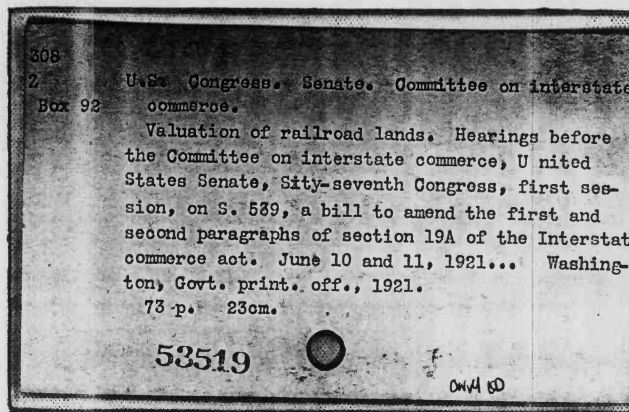 308
Z U.S. Congress. Senate. Committee on interstate
Box 92 commerce.
Valuation of railroad lands. Hearings before
the Committee on interstate commerce, U nited
States Senate, Sity-seventh Congress, first ses-
sion, on S. 539, a bill to amend the first and
second paragraphs of section 19A of the Interstat
commerce act. June 10 and 11, 1921... Washing-
ton, Govt. print. off., 1921.
73 p. 23cm.
53519